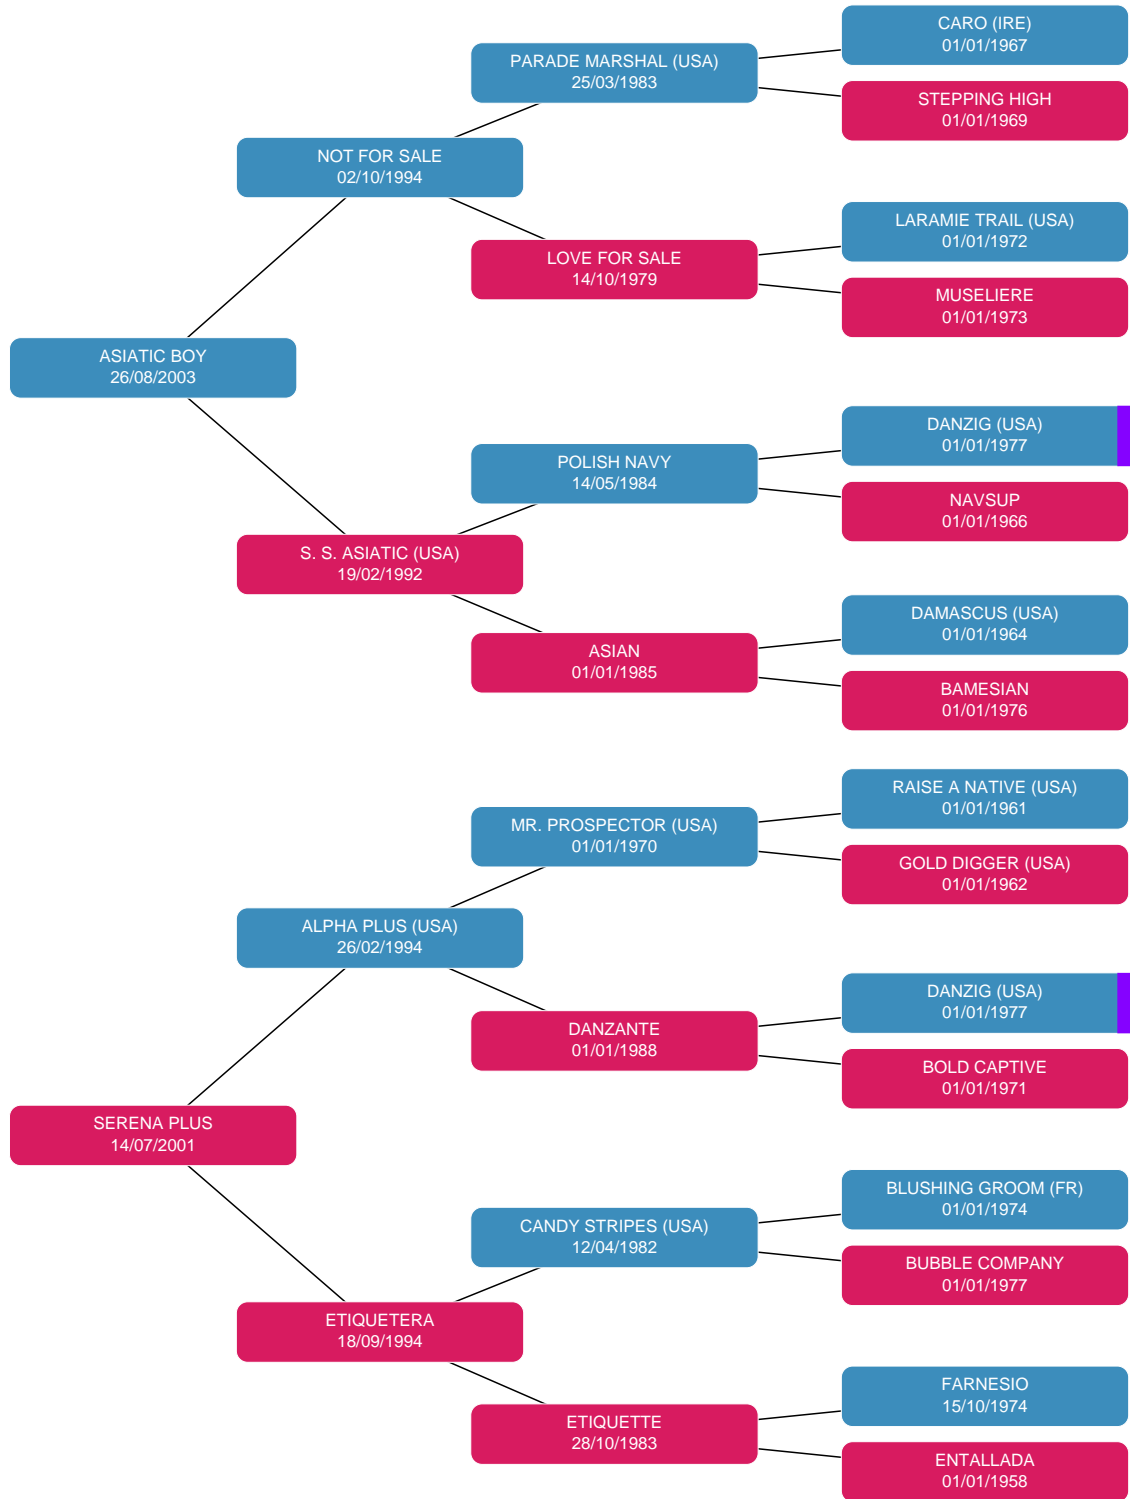 CARO (IRE)
01/01/1967
PARADE MARSHAL (USA)
25/03/1983
STEPPING HIGH
01/01/1969
NOT FOR SALE
02/10/1994
LARAMIE TRAIL (USA)
01/01/1972
LOVE FOR SALE
14/10/1979
MUSELIERE
01/01/1973
ASIATIC BOY
26/08/2003
DANZIG (USA)
01/01/1977
POLISH NAVY
14/05/1984
NAVSUP
01/01/1966
S. S. ASIATIC (USA)
19/02/1992
DAMASCUS (USA)
01/01/1964
ASIAN
01/01/1985
BAMESIAN
01/01/1976
RAISE A NATIVE (USA)
01/01/1961
MR. PROSPECTOR (USA)
01/01/1970
GOLD DIGGER (USA)
01/01/1962
ALPHA PLUS (USA)
26/02/1994
DANZIG (USA)
01/01/1977
DANZANTE
01/01/1988
BOLD CAPTIVE
01/01/1971
SERENA PLUS
14/07/2001
BLUSHING GROOM (FR)
01/01/1974
CANDY STRIPES (USA)
12/04/1982
BUBBLE COMPANY
01/01/1977
ETIQUETERA
18/09/1994
FARNESIO
15/10/1974
ETIQUETTE
28/10/1983
ENTALLADA
01/01/1958